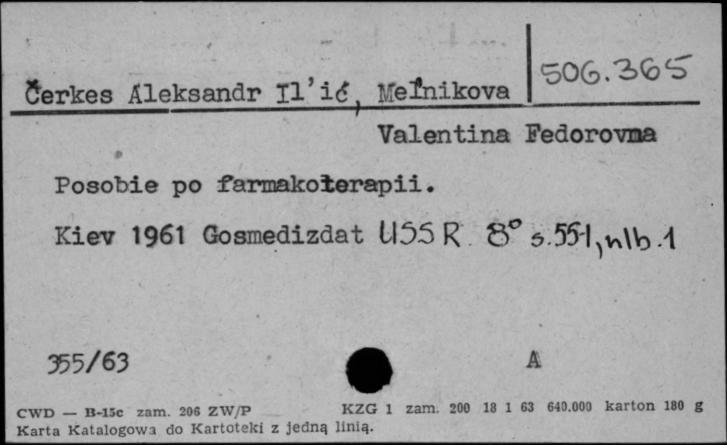 506.365
Čerkes Aleksandr Il'ić, Mel'nikova
Valentina Fedorovna
Posobie po farmakoterapii.
Kiev 1961 Gosmedizdat USSR 8° s.551, nlb.1
355/63 A
CWD — B-15c zam. 206 ZW/P KZG 1 zam. 200 18 1 63 640.000 karton 180 g
Karta Katalogowa do Kartoteki z jedną linią.